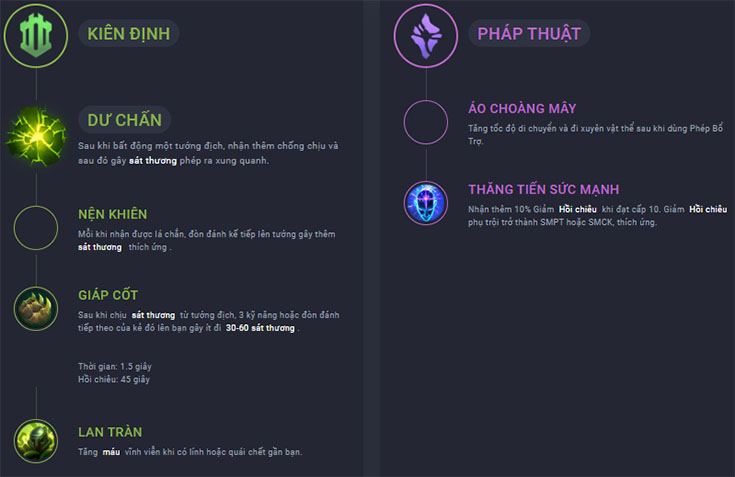 KIÊN ĐỊNH
DƯ CHẤN
Sau khi bất động một tướng địch, nhận thêm chống chịu và
sau đó gây sát thương phép ra xung quanh.
NỆN KHIÊN
Mỗi khi nhận được lá chắn, đòn đánh kế tiếp lên tướng gây thêm
sát thương thích ứng .
GIÁP CỐT
Sau khi chịu sát thương từ tướng địch, 3 kỹ năng hoặc đòn đánh
tiếp theo của kẻ đó lên bạn gây ít đi 30-60 sát thương .
Thời gian: 1.5 giây
Hồi chiêu: 45 giây
LAN TRÀN
Tăng máu vĩnh viễn khi có lính hoặc quái chết gần bạn.
PHÁP THUẬT
ÁO CHOÀNG MÂY
Tăng tốc độ di chuyển và đi xuyên vật thể sau khi dùng Phép Bổ
Trợ.
THĂNG TIẾN SỨC MẠNH
Nhận thêm 10% Giảm Hồi chiêu khi đạt cấp 10. Giảm Hồi chiêu
phụ trội trở thành SMPT hoặc SMCK, thích ứng.